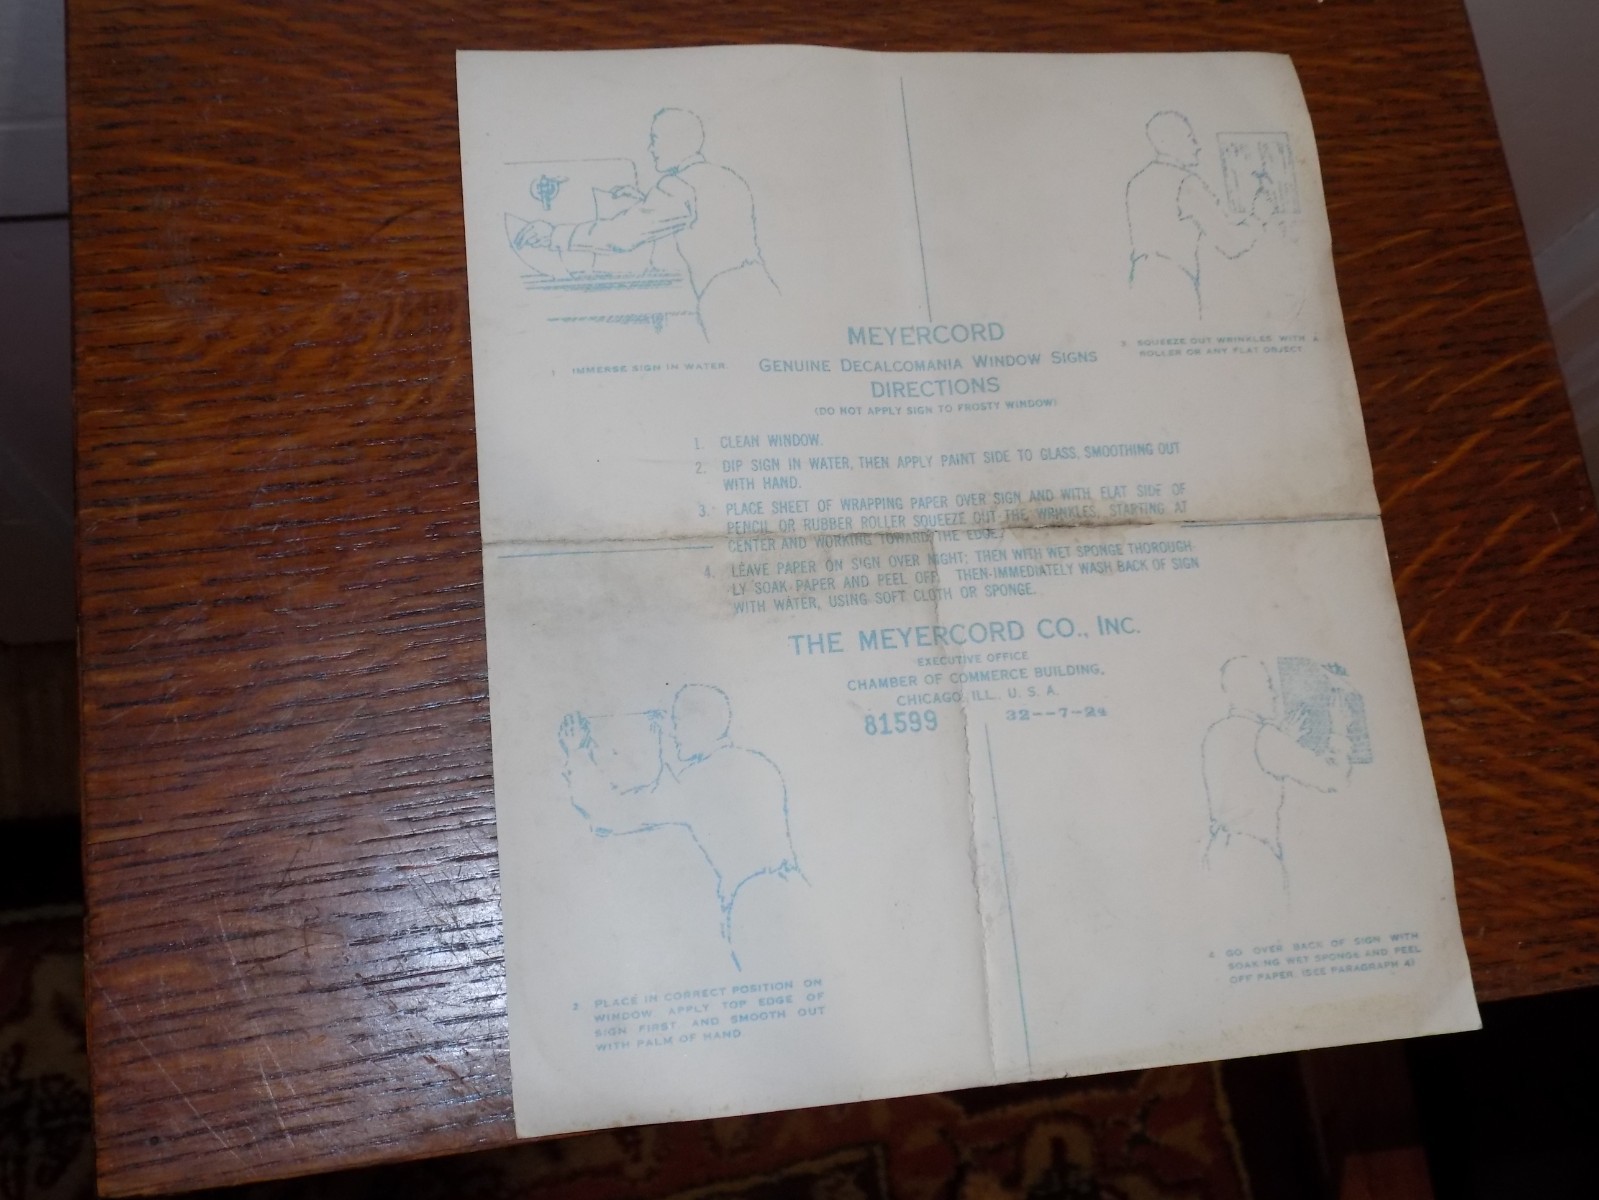 1 IMMERSE SIGN IN WATER.
3 SQUEEZE OUT WRINKLES WITH A
ROLLER OR ANY FLAT OBJECT
MEYERCORD
GENUINE DECALCOMANIA WINDOW SIGNS
DIRECTIONS
(DO NOT APPLY SIGN TO FROSTY WINDOW)
1. CLEAN WINDOW.
2. DIP SIGN IN WATER, THEN APPLY PAINT SIDE TO GLASS, SMOOTHING OUT
WITH HAND.
3. PLACE SHEET OF WRAPPING PAPER OVER SIGN AND WITH FLAT SIDE OF
PENCIL OR RUBBER ROLLER SQUEEZE OUT THE WRINKLES, STARTING AT
CENTER AND WORKING TOWARDS THE EDGE.
4. LEAVE PAPER ON SIGN OVER NIGHT; THEN WITH WET SPONGE THOROUGH-
LY SOAK PAPER AND PEEL OFF. THEN IMMEDIATELY WASH BACK OF SIGN
WITH WATER, USING SOFT CLOTH OR SPONGE.
THE MEYERCORD CO., INC.
EXECUTIVE OFFICE
CHAMBER OF COMMERCE BUILDING,
CHICAGO, ILL. U. S. A.
81599 32--7-24
2 PLACE IN CORRECT POSITION ON
WINDOW. APPLY TOP EDGE OF
SIGN FIRST AND SMOOTH OUT
WITH PALM OF HAND
4 GO OVER BACK OF SIGN WITH
SOAKING WET SPONGE AND PEEL
OFF PAPER. (SEE PARAGRAPH 4)